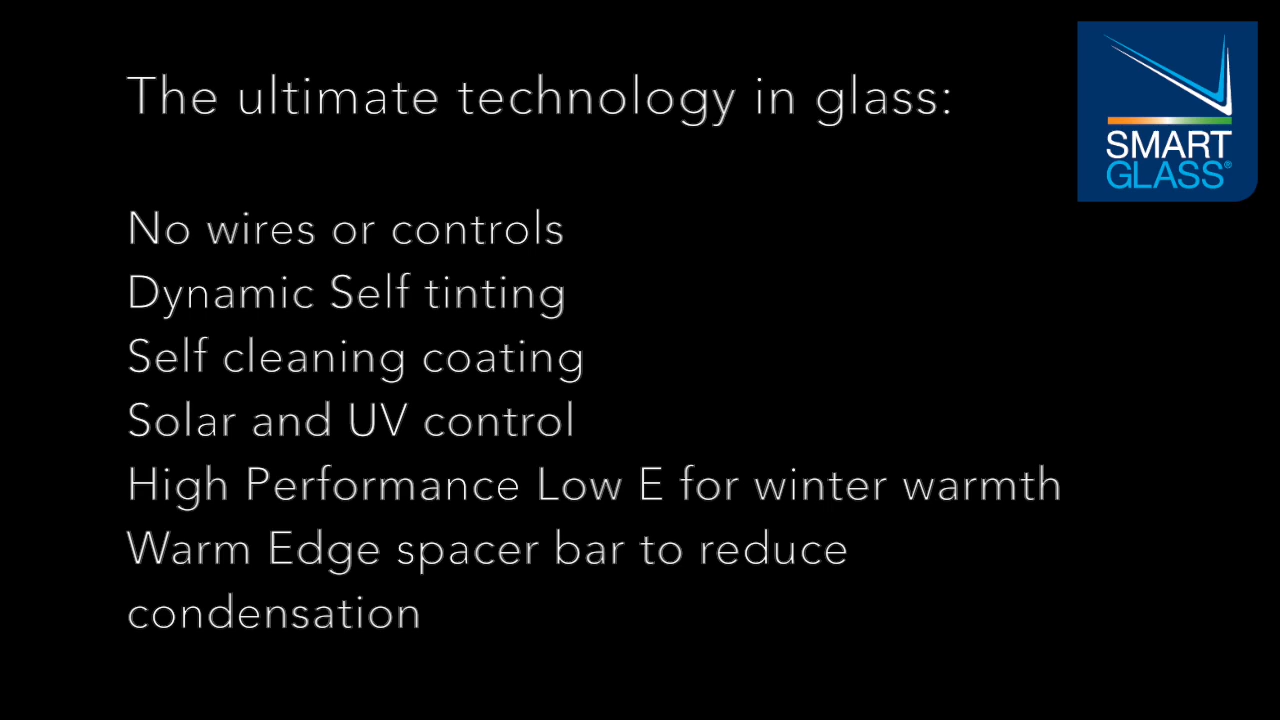 The ultimate technology in glass:
SMART
GLASS®
No wires or controls
Dynamic Self tinting
Self cleaning coating
Solar and UV control
High Performance Low E for winter warmth
Warm Edge spacer bar to reduce
condensation